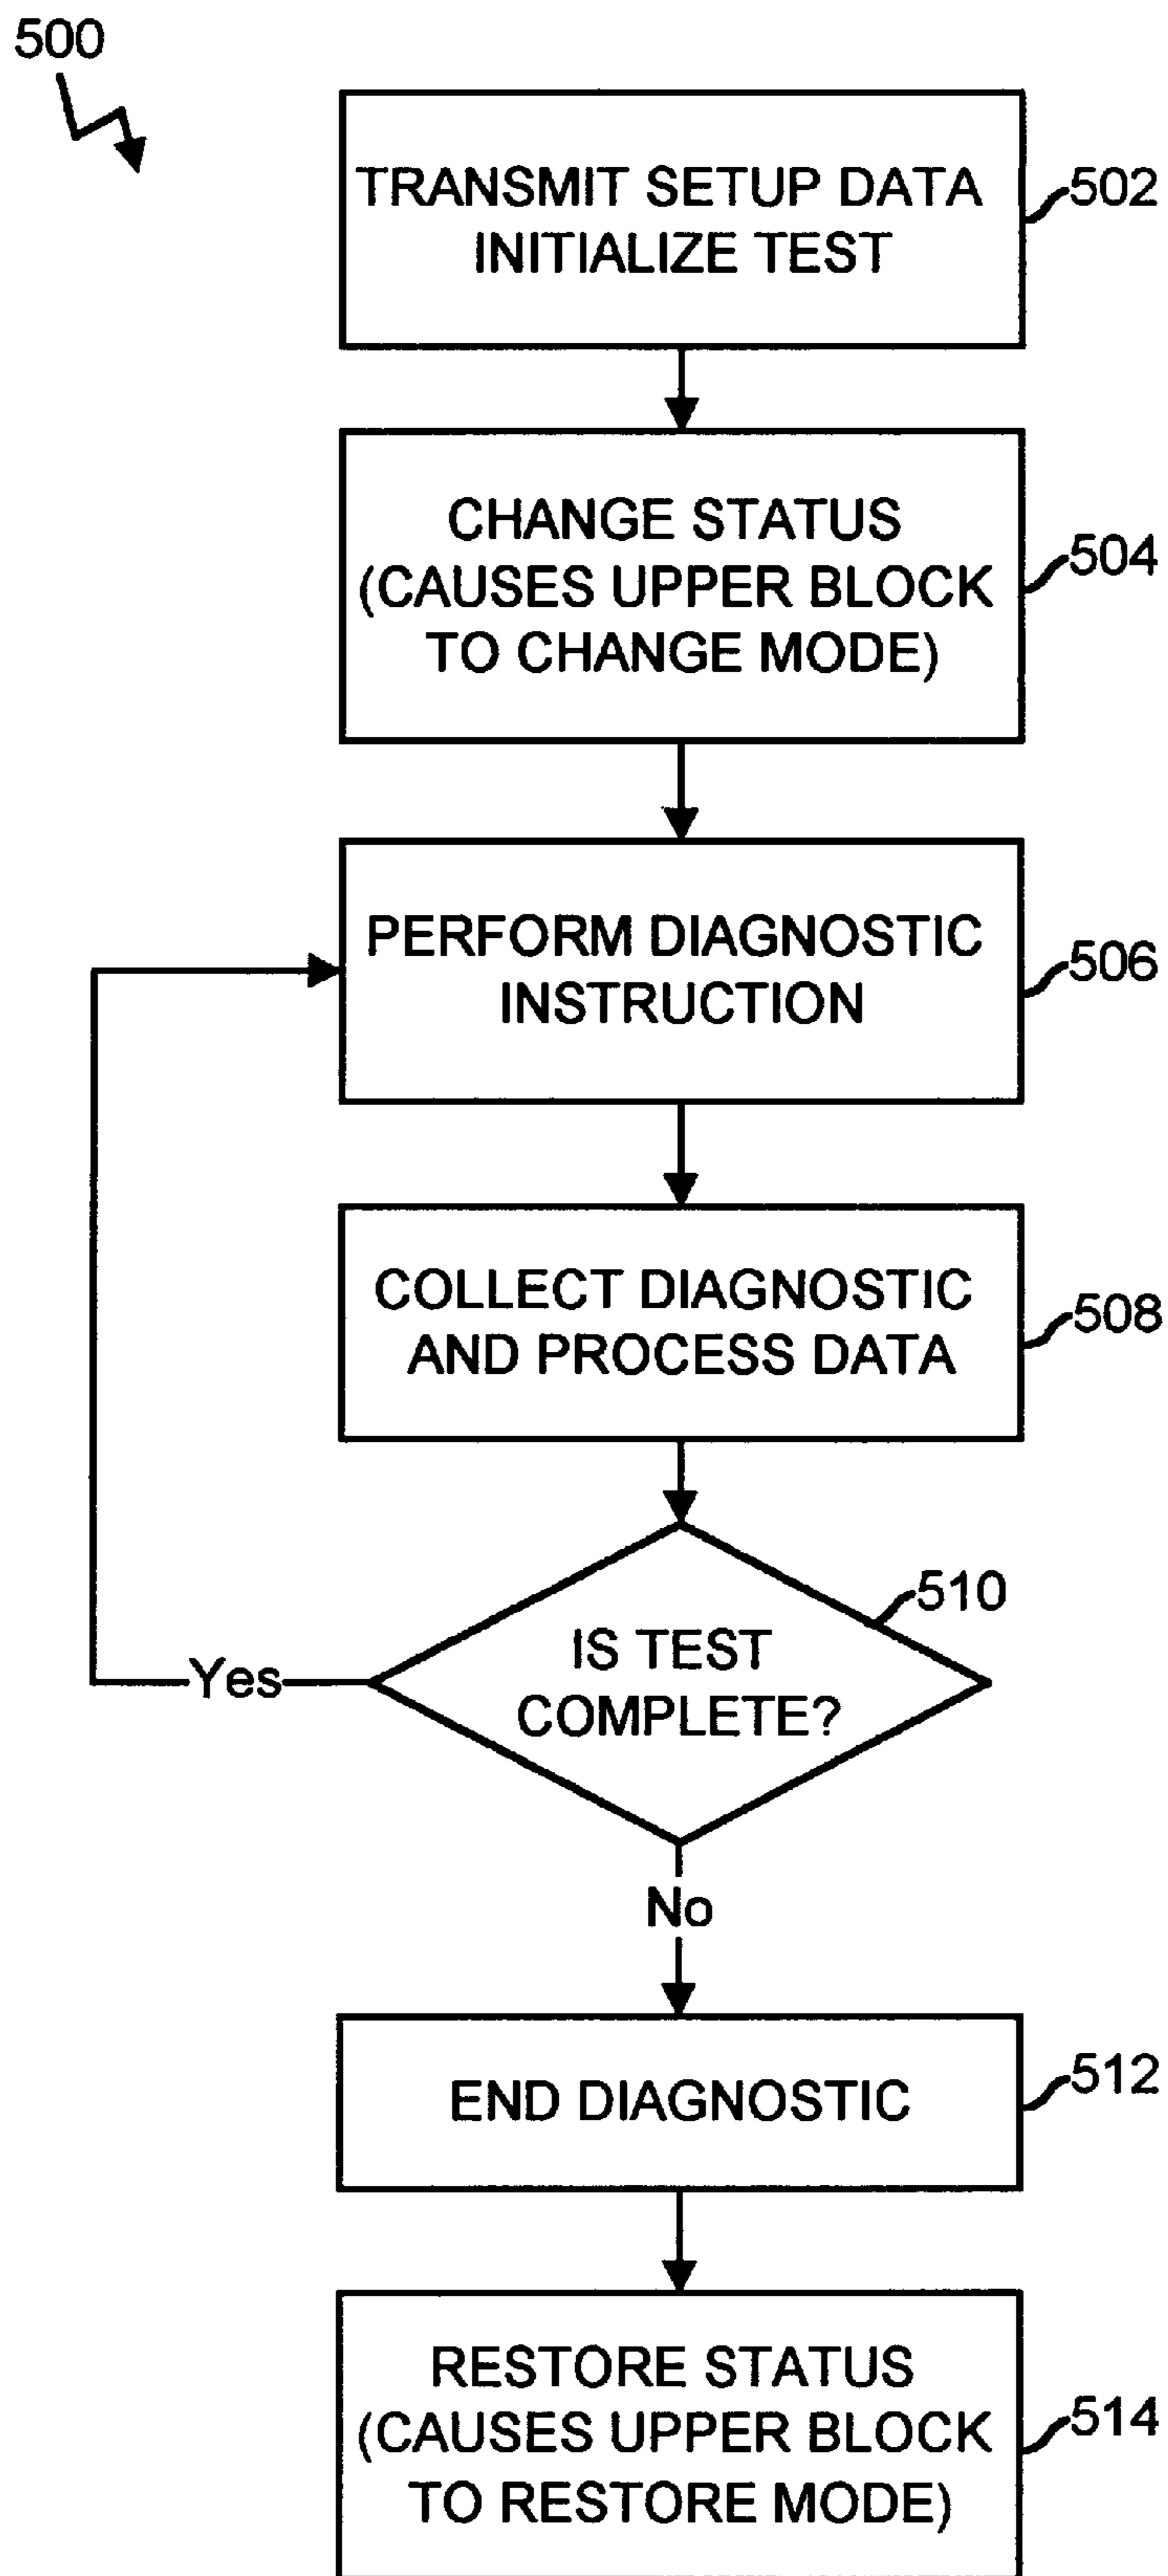 500
TRANSMIT SETUP DATA
INITIALIZE TEST
502
CHANGE STATUS
(CAUSES UPPER BLOCK
TO CHANGE MODE)
504
PERFORM DIAGNOSTIC
INSTRUCTION
506
COLLECT DIAGNOSTIC
AND PROCESS DATA
508
IS TEST
COMPLETE?
510
Yes
No
END DIAGNOSTIC
512
RESTORE STATUS
(CAUSES UPPER BLOCK
TO RESTORE MODE)
514